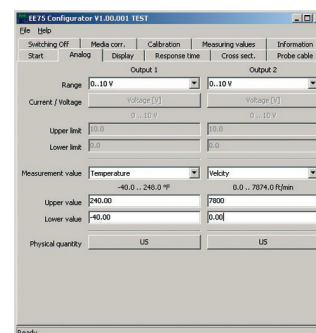 EE75 Configurator V1.00.001 TEST
File Help
Switching Off Media corr. Calibration Measuring values Information
Start Analog Display Response time Cross sect. Probe cable
Output 1 Output 2
Range 0..10 V 0..10 V
Current / Voltage Voltage [V] Voltage [V]
0 .. 10 V 0 .. 10 V
Upper limit 10.0 10.0
Lower limit 0.0 0.0
Measurement value Temperature Velcity
-40.0 .. 248.0 °F 0.0 .. 7874.0 ft/min
Upper value 240.00 7800
Lower value -40.00 0.00
Physical quantity US US
Ready